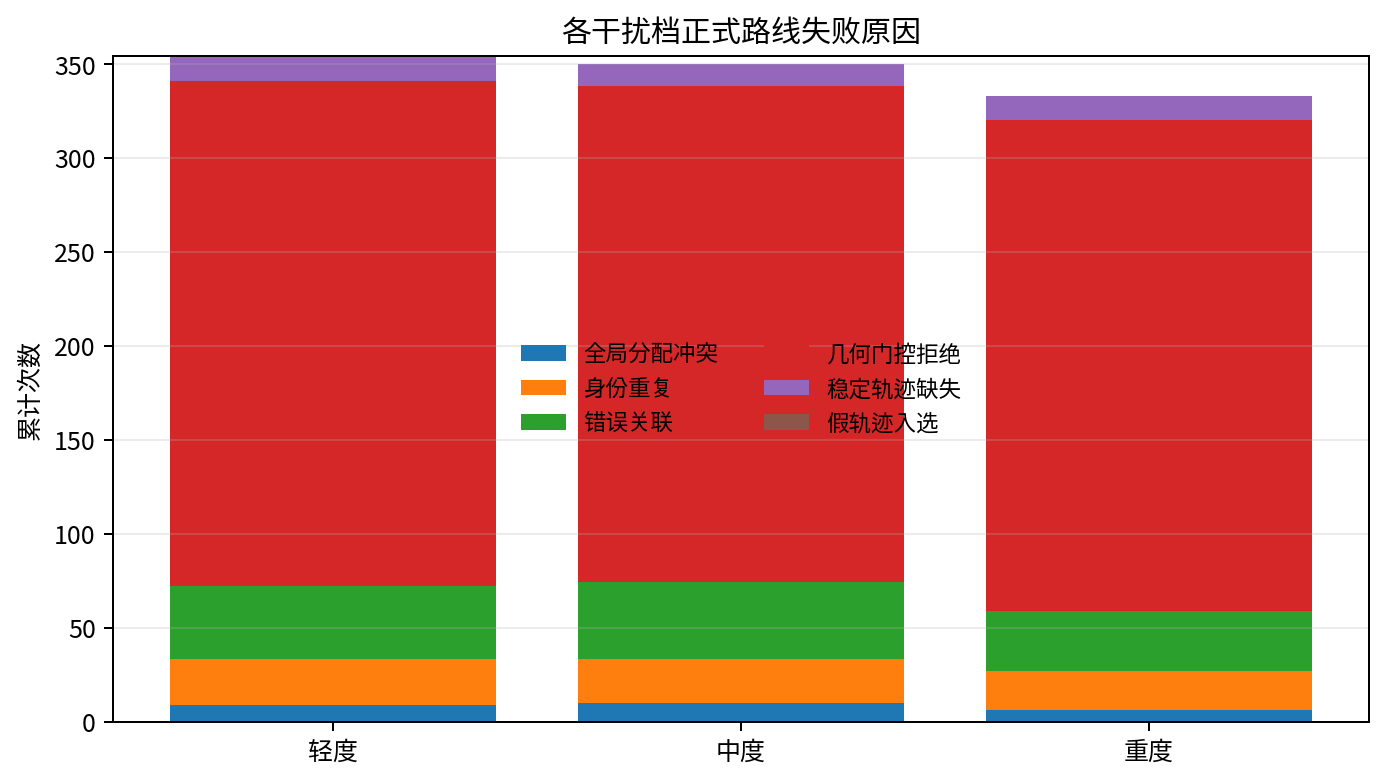 各干扰档正式路线失败原因
累计次数
350
300
250
200
150
100
50
0
全局分配冲突
身份重复
错误关联
几何门控拒绝
稳定轨迹缺失
假轨迹入选
轻度
中度
重度